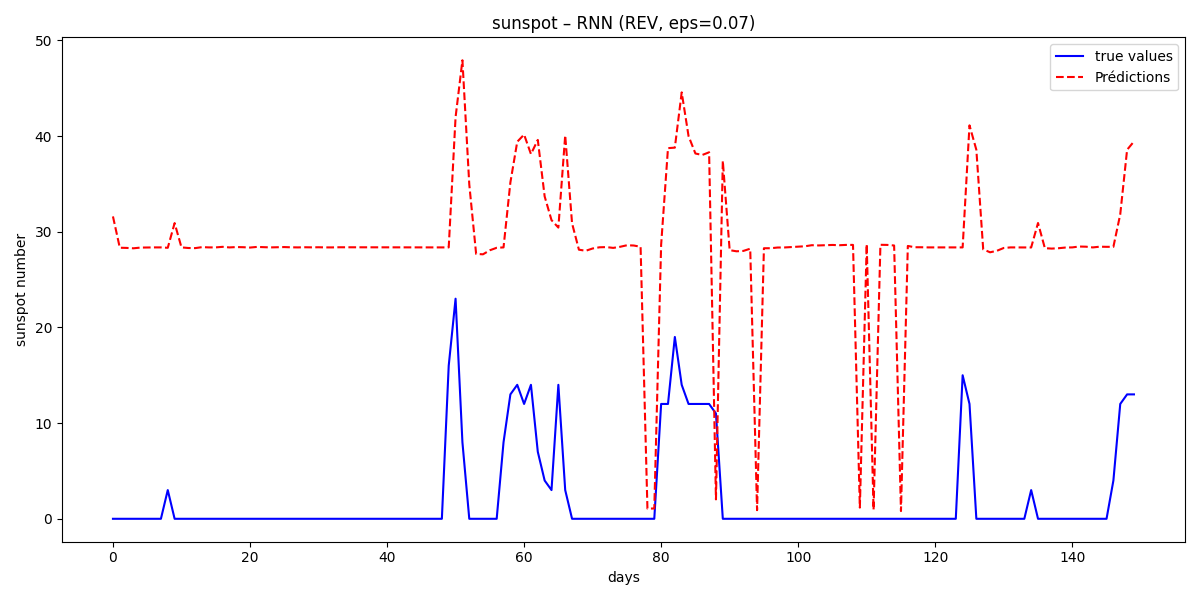 sunspot – RNN (REV, eps=0.07)
50
40
30
20
10
0
sunspot number
true values
Prédictions
0 20 40 60 80 100 120 140
days